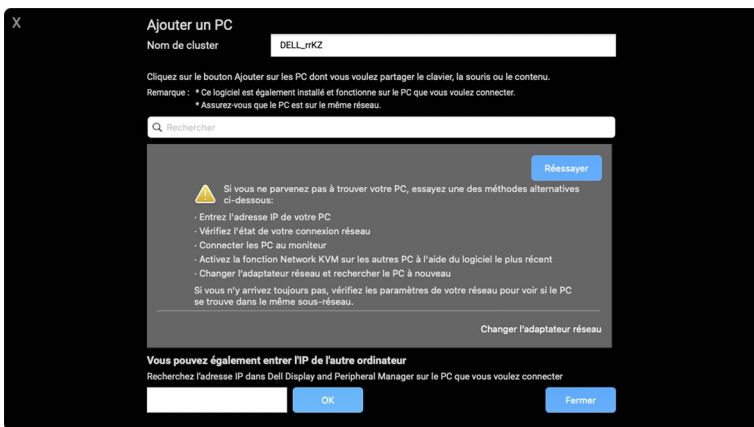 X
Ajouter un PC
Nom de cluster
DELL_rrKZ
Cliquez sur le bouton Ajouter sur les PC dont vous voulez partager le clavier, la souris ou le contenu.
Remarque : * Ce logiciel est également installé et fonctionne sur le PC que vous voulez connecter.
* Assurez-vous que le PC est sur le même réseau.
Rechercher
Réessayer
Si vous ne parvenez pas à trouver votre PC, essayez une des méthodes alternatives
ci-dessous:
· Entrez l'adresse IP de votre PC
· Vérifiez l'état de votre connexion réseau
· Connecter les PC au moniteur
· Activez la fonction Network KVM sur les autres PC à l'aide du logiciel le plus récent
· Changer l'adaptateur réseau et rechercher le PC à nouveau
Si vous n'y arrivez toujours pas, vérifiez les paramètres de votre réseau pour voir si le PC
se trouve dans le même sous-réseau.
Changer l'adaptateur réseau
Vous pouvez également entrer l'IP de l'autre ordinateur
Recherchez l'adresse IP dans Dell Display and Peripheral Manager sur le PC que vous voulez connecter
OK
Fermer